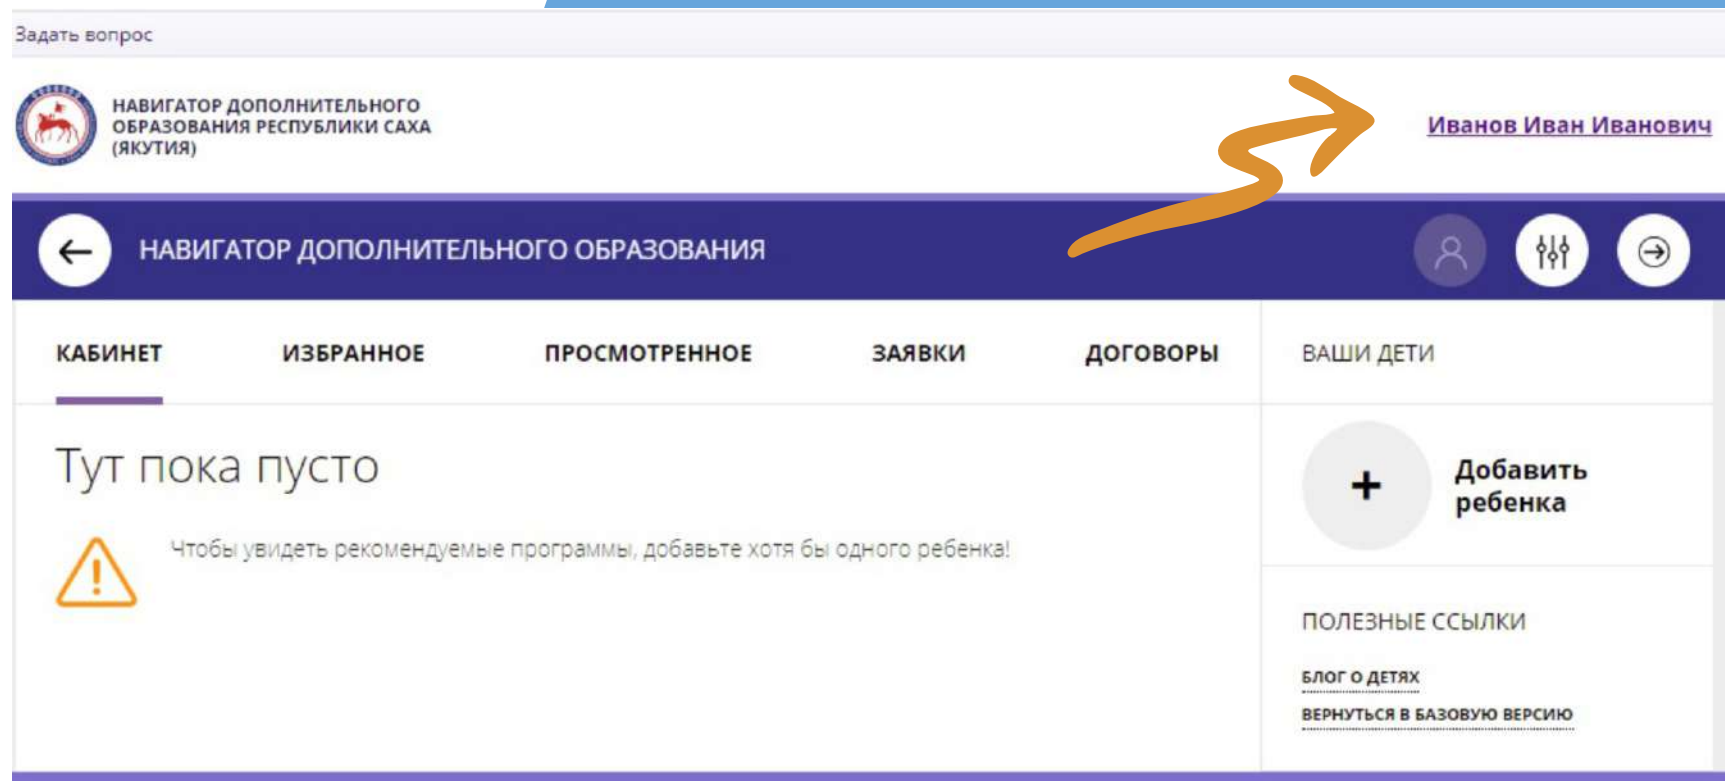 Задать вопрос
НАВИГАТОР ДОПОЛНИТЕЛЬНОГО
ОБРАЗОВАНИЯ РЕСПУБЛИКИ САХА
(ЯКУТИЯ)
Иванов Иван Иванович
НАВИГАТОР ДОПОЛНИТЕЛЬНОГО ОБРАЗОВАНИЯ
КАБИНЕТ ИЗБРАННОЕ ПРОСМОТРЕННОЕ ЗАЯВКИ ДОГОВОРЫ
Тут пока пусто
Чтобы увидеть рекомендуемые программы, добавьте хотя бы одного ребенка!
ВАШИ ДЕТИ
Добавить
ребенка
ПОЛЕЗНЫЕ ССЫЛКИ
БЛОГ О ДЕТЯХ
ВЕРНУТЬСЯ В БАЗОВУЮ ВЕРСИЮ